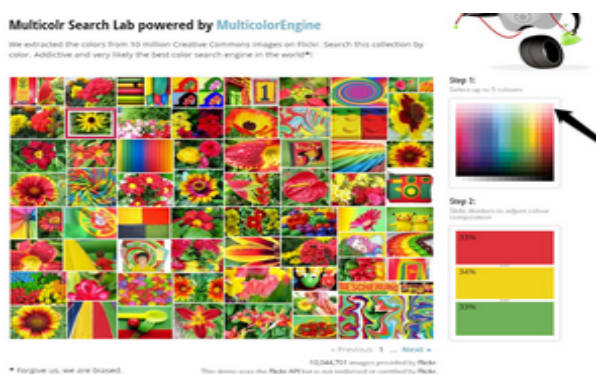 Multicolr Search Lab powered by MulticolorEngine
We extracted the colors from 10 million Creative Commons images on Flickr. Search this collection by
color. Addictive and very likely the best color search engine in the world*!
1
Step 1:
Select up to 5 colours
Step 2:
Slide dividers to adjust colour
composition
33%
34%
33%
BESCHERUNG
« Previous 1 ... Next »
* Forgive us, we are biased.
10,044,701 images provided by flickr.
This demo uses the flickr API but is not endorsed or certified by flickr.